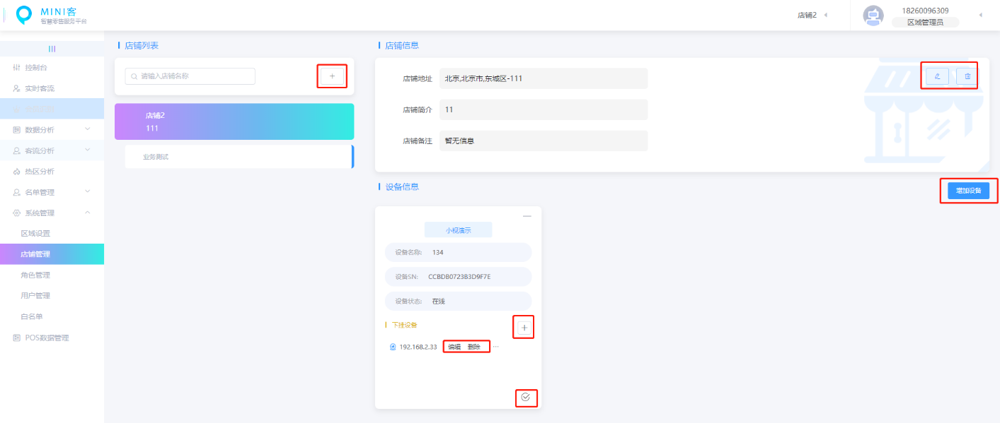 MINI客
智慧零售服务平台
店铺2
18260096309
区域管理员
控制台
实时客流
数据分析
客流分析
热区分析
名单管理
系统管理
区域设置
店铺管理
角色管理
用户管理
白名单
POS数据管理
店铺列表
请输入店铺名称
店铺2
111
业务测试
店铺信息
店铺地址 北京,北京市,东城区-111
店铺简介 11
店铺备注 暂无信息
设备信息
增加设备
小视演示
设备名称: 134
设备SN: CCBDB0723B3D9F7E
设备状态: 在线
下挂设备
192.168.2.33 编辑 删除 ...